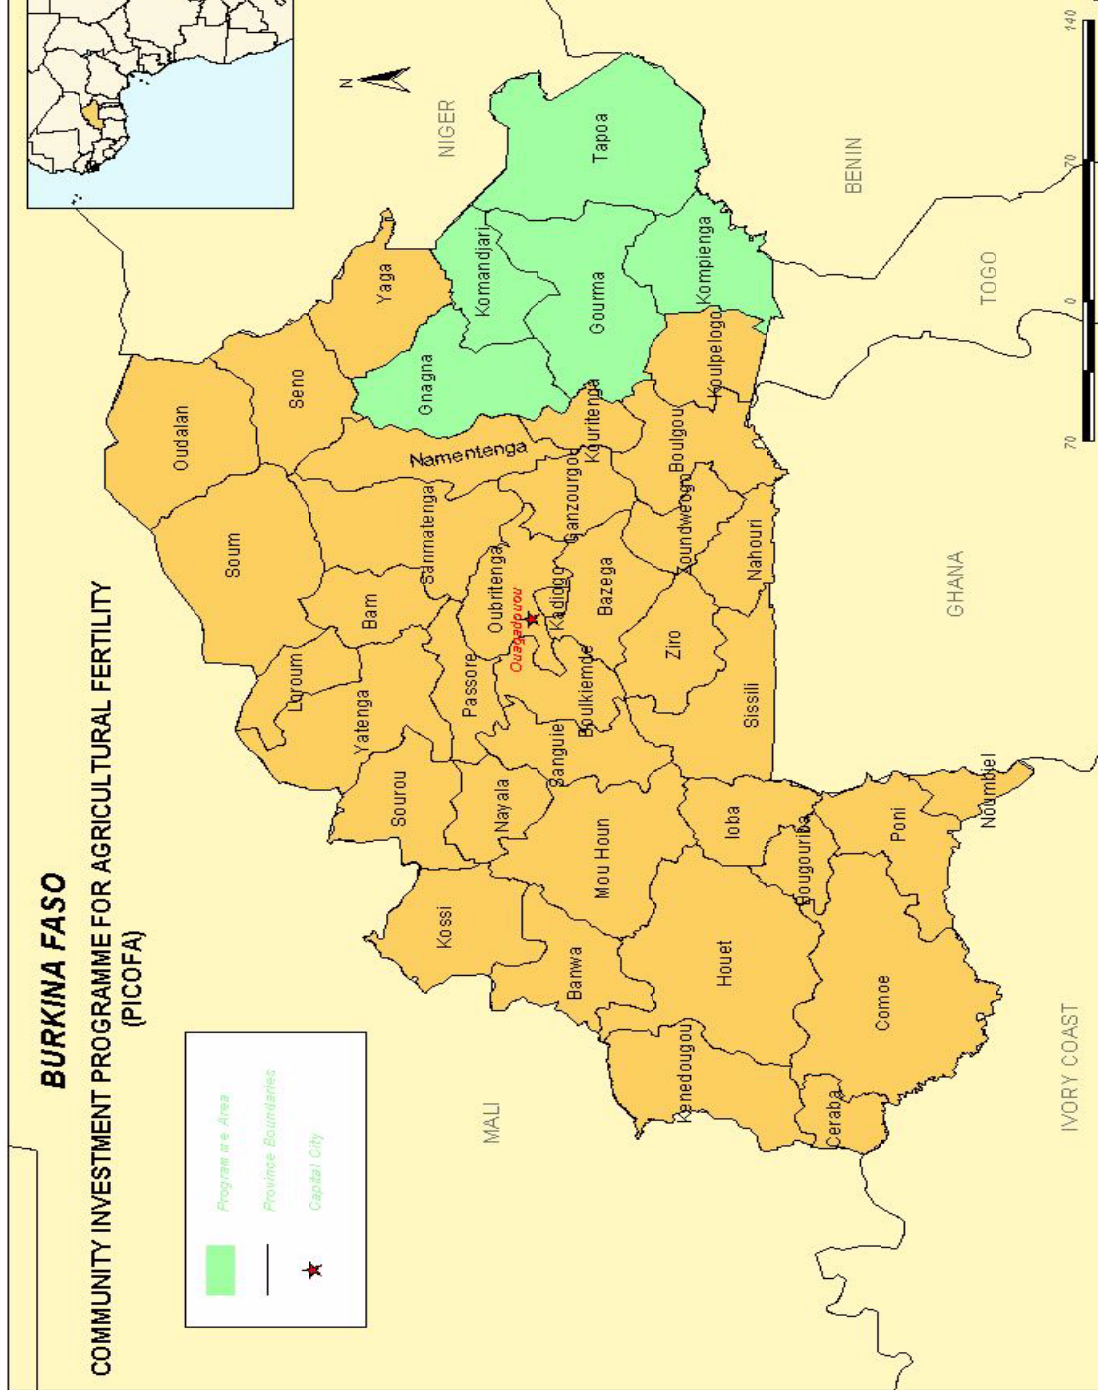 BURKINA FASO
COMMUNITY INVESTMENT PROGRAMME FOR AGRICULTURAL FERTILITY
(PICOFA)
Programme Area
Province Boundaries
Capital City
N
NIGER
MALI
BENIN
TOGO
GHANA
IVORY COAST
Oudalan
Soum
Seno
Yaga
Loroum
Bam
Yatenga
Sanmatenga
Namentenga
Gnagna
Komandjari
Tapoa
Gourma
Kompienga
Koulpelogo
Kouritenga
Boulgou
Ganzourgou
Zoundweogo
Nahouri
Bazega
Kadiogo
Oubritenga
Ouagadougou
Passore
Boulkiemde
Ziro
Sissili
Sanguie
Sourou
Nayala
Kossi
Mou Houn
Banwa
Ioba
Bougouriba
Poni
Noumbiel
Houet
Kenedougou
Comoe
Ceraba
70 0 70 140